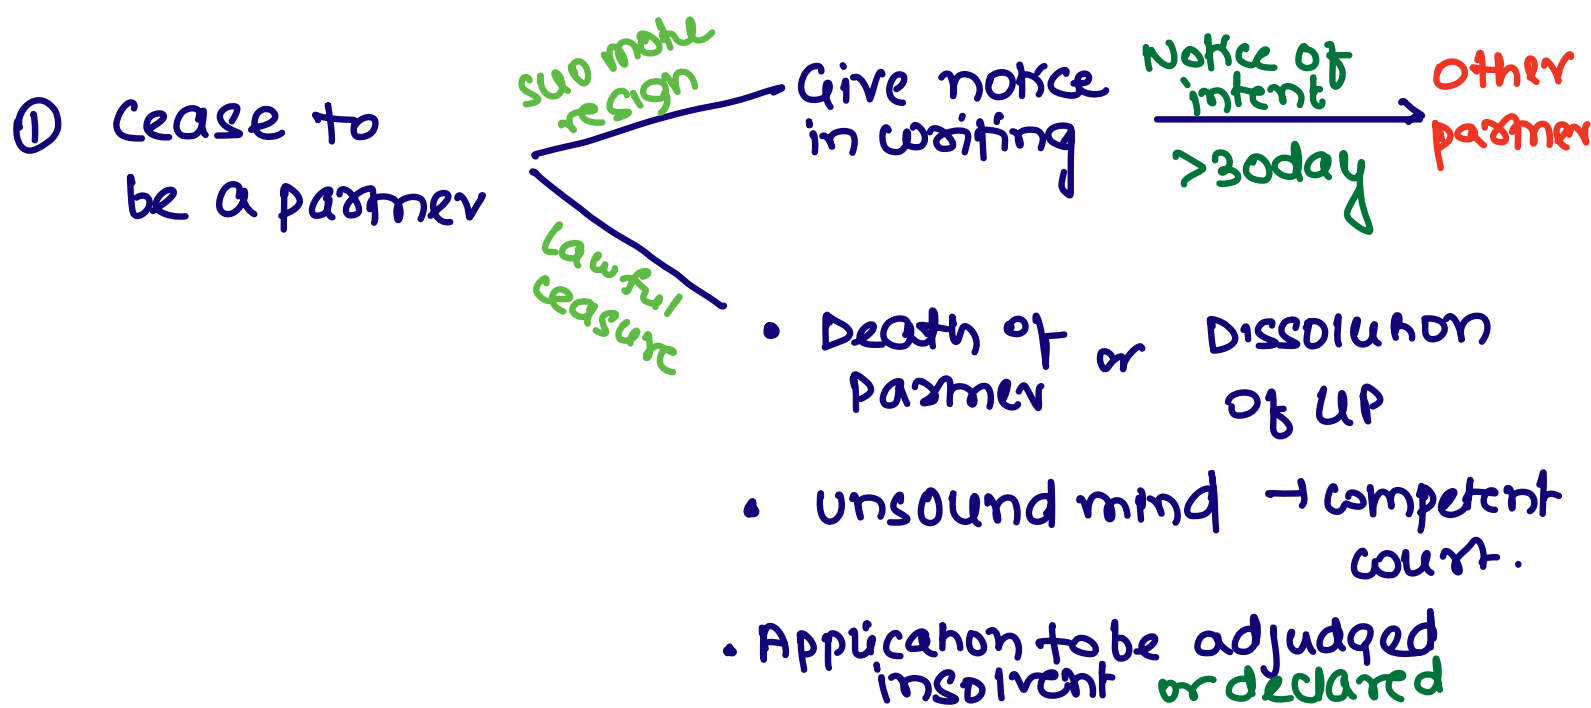 ① Cease to
be a partner
suo mote
resign
Give notice
in writing
Notice of
intent
>30day
Other
partner
Lawful
ceasure
• Death of
Partner
or
Dissolution
Of LLP
• unsound mind → competent
court.
• Application to be adjudged
insolvent or declared